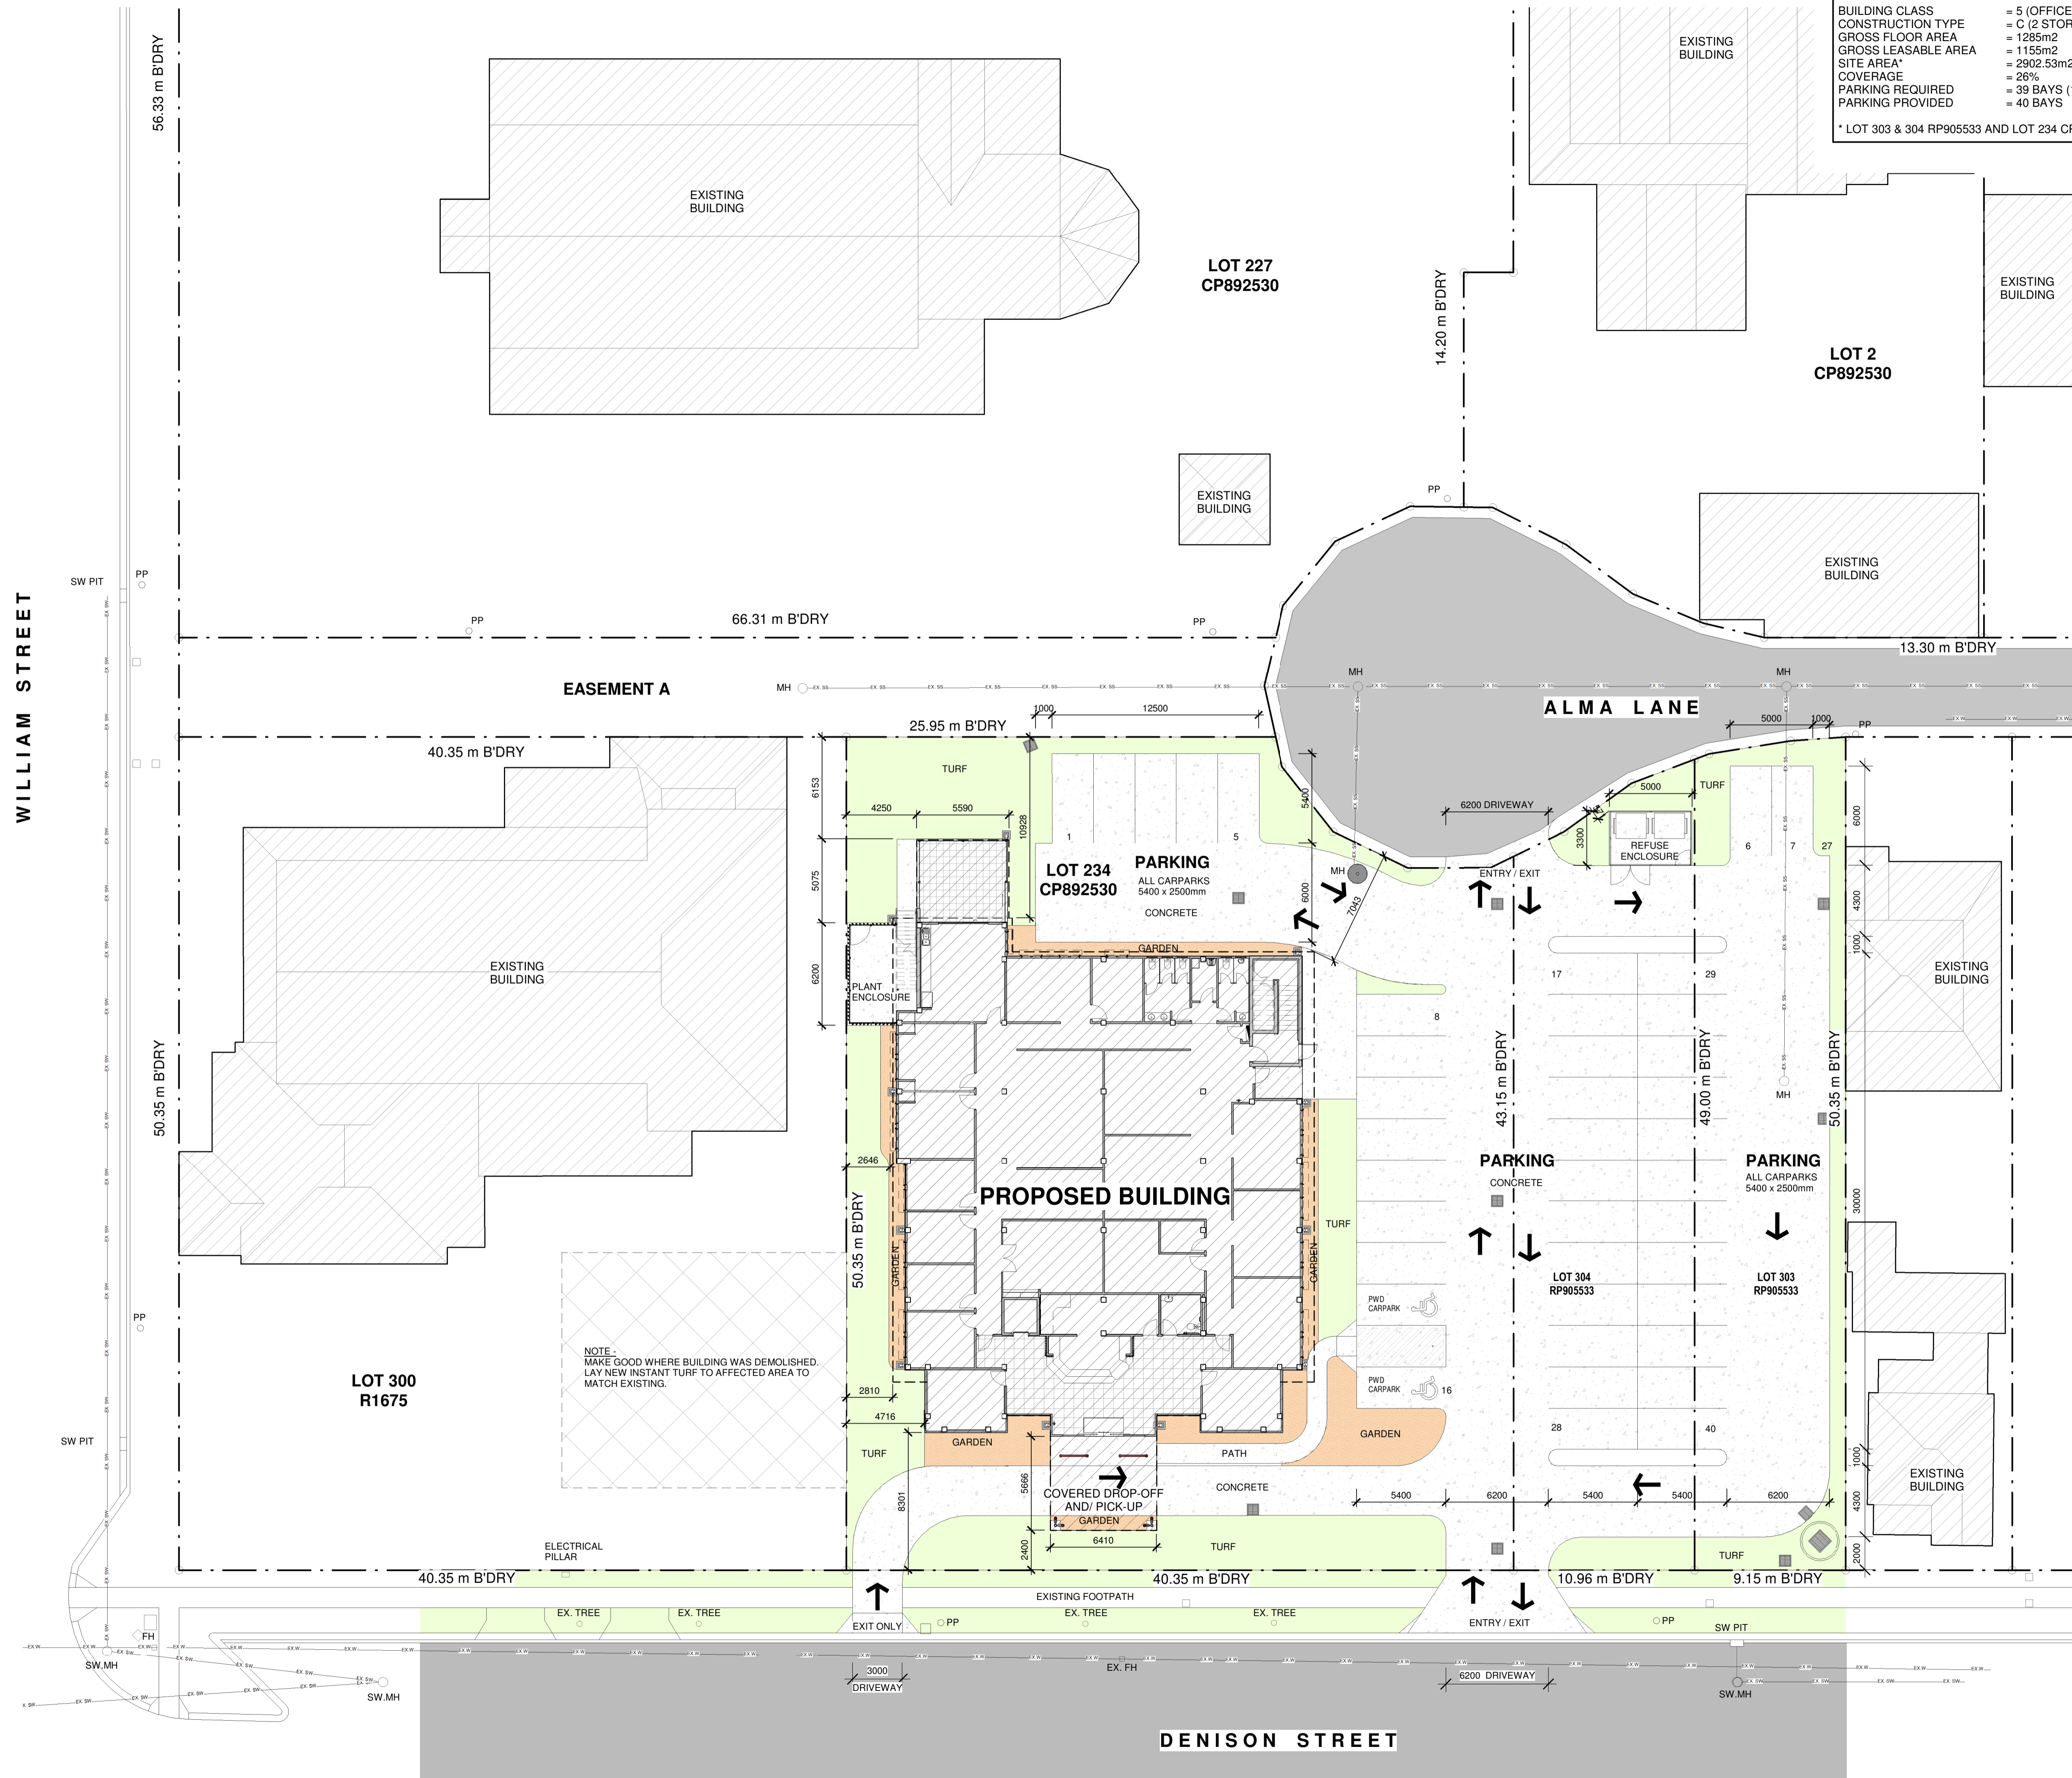 BUILDING CLASS = 5 (OFFICE
CONSTRUCTION TYPE = C (2 STOR
GROSS FLOOR AREA = 1285m2
GROSS LEASABLE AREA = 1155m2
SITE AREA* = 2902.53m2
COVERAGE = 26%
PARKING REQUIRED = 39 BAYS (
PARKING PROVIDED = 40 BAYS
* LOT 303 & 304 RP905533 AND LOT 234 CP
56.33 m B'DRY
EXISTING
BUILDING
EXISTING
BUILDING
LOT 227
CP892530
14.20 m B'DRY
EXISTING
BUILDING
LOT 2
CP892530
EXISTING
BUILDING
PP
EXISTING
BUILDING
WILLIAM STREET
SW PIT
PP
PP
66.31 m B'DRY
PP
13.30 m B'DRY
EASEMENT A
MH
MH
MH
ALMA LANE
1000
12500
25.95 m B'DRY
40.35 m B'DRY
5000
1000
PP
TURF
6153
4250
5590
10928
5400
6200 DRIVEWAY
5000
TURF
3300
6000
1
5
REFUSE
ENCLOSURE
6
7
27
LOT 234
CP892530
PARKING
ALL CARPARKS
5400 x 2500mm
CONCRETE
MH
ENTRY / EXIT
5075
6000
7043
4300
1000
GARDEN
6200
PLANT
ENCLOSURE
EXISTING
BUILDING
17
29
8
EXISTING
BUILDING
50.35 m B'DRY
43.15 m B'DRY
49.00 m B'DRY
50.35 m B'DRY
MH
2646
PARKING
CONCRETE
PARKING
ALL CARPARKS
5400 x 2500mm
PROPOSED BUILDING
30000
50.35 m B'DRY
GARDEN
TURF
GARDEN
LOT 304
RP905533
LOT 303
RP905533
PWD
CARPARK
PP
NOTE -
MAKE GOOD WHERE BUILDING WAS DEMOLISHED.
LAY NEW INSTANT TURF TO AFFECTED AREA TO
MATCH EXISTING.
LOT 300
R1675
2810
4716
PWD
CARPARK
16
28
40
SW PIT
TURF
GARDEN
GARDEN
PATH
1000
5666
8301
COVERED DROP-OFF
AND/ PICK-UP
GARDEN
CONCRETE
5400
6200
5400
5400
6200
4300
EXISTING
BUILDING
6410
2400
TURF
TURF
2000
ELECTRICAL
PILLAR
40.35 m B'DRY
40.35 m B'DRY
10.96 m B'DRY
9.15 m B'DRY
EXISTING FOOTPATH
EX. TREE
EX. TREE
EX. TREE
EX. TREE
EXIT ONLY
PP
ENTRY / EXIT
PP
SW PIT
FH
SW.MH
SW.MH
EX. FH
3000
DRIVEWAY
6200 DRIVEWAY
SW.MH
DENISON STREET